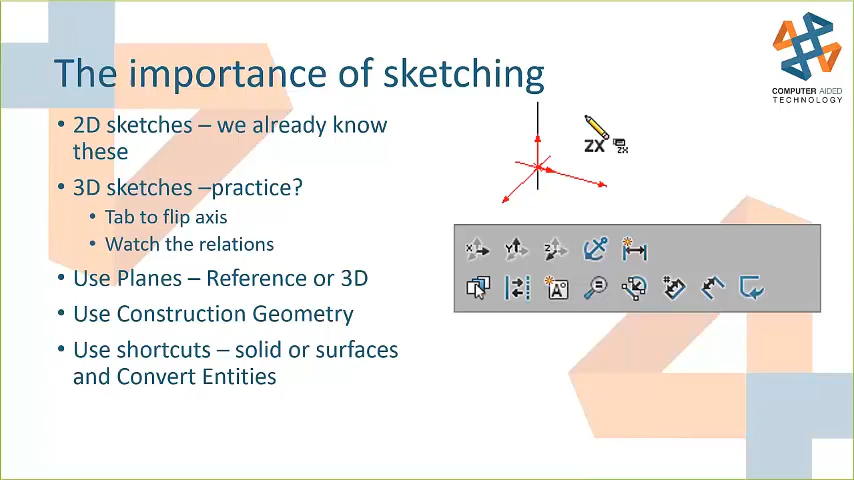 The importance of sketching
COMPUTER AIDED
TECHNOLOGY
• 2D sketches – we already know
these
• 3D sketches –practice?
• Tab to flip axis
• Watch the relations
• Use Planes – Reference or 3D
• Use Construction Geometry
• Use shortcuts – solid or surfaces
and Convert Entities
ZX
ZX
X Y Z
A